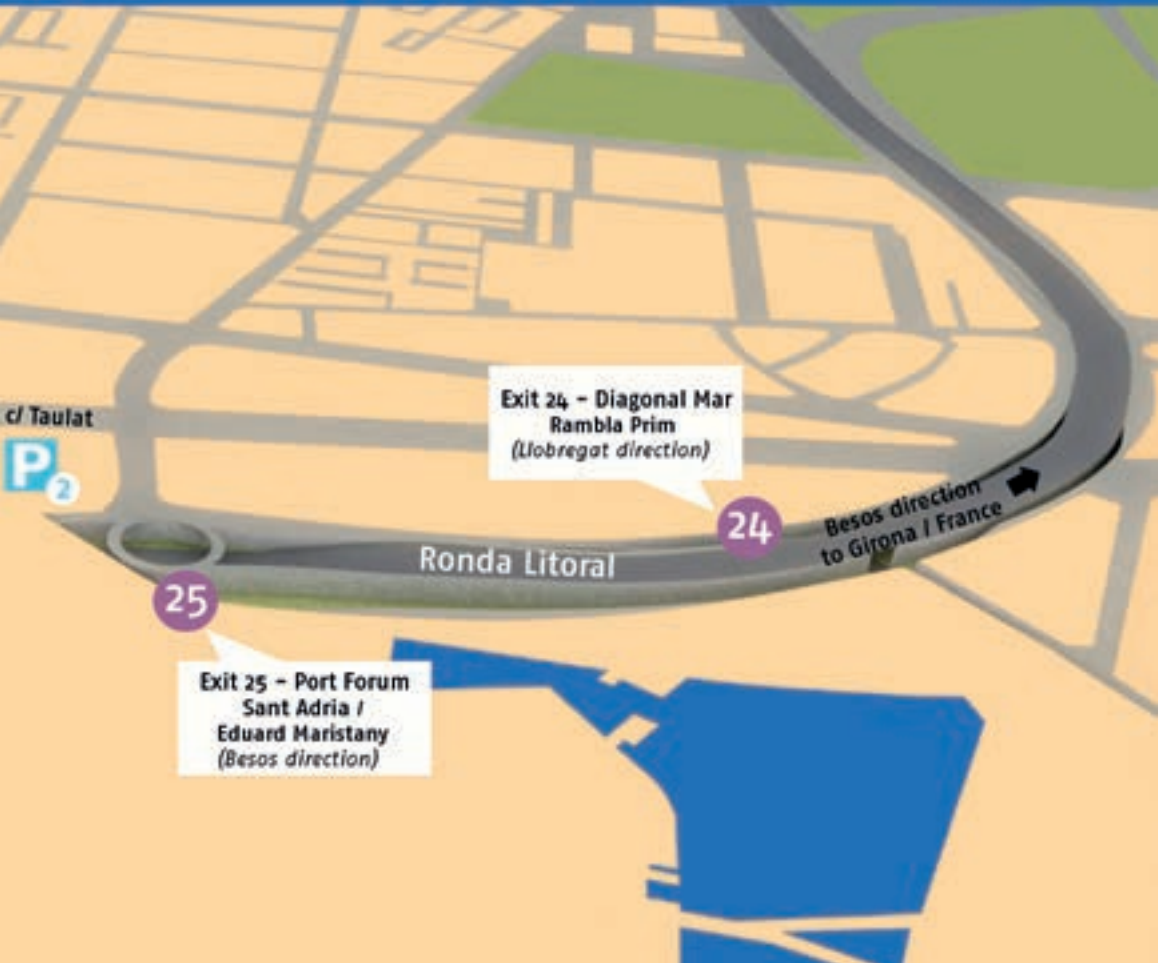 c/ Taulat
P
2
Exit 24 - Diagonal Mar
Rambla Prim
(Llobregat direction)
24
Besos direction
to Girona / France
Ronda Litoral
25
Exit 25 - Port Forum
Sant Adria /
Eduard Maristany
(Besos direction)